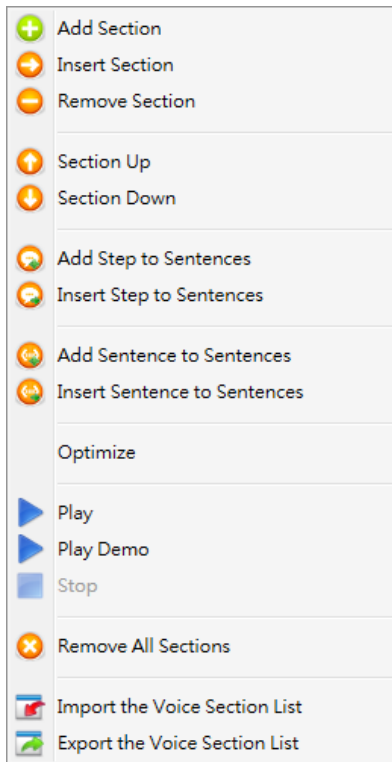 Add Section
Insert Section
Remove Section
Section Up
Section Down
Add Step to Sentences
Insert Step to Sentences
Add Sentence to Sentences
Insert Sentence to Sentences
Optimize
Play
Play Demo
Stop
Remove All Sections
Import the Voice Section List
Export the Voice Section List